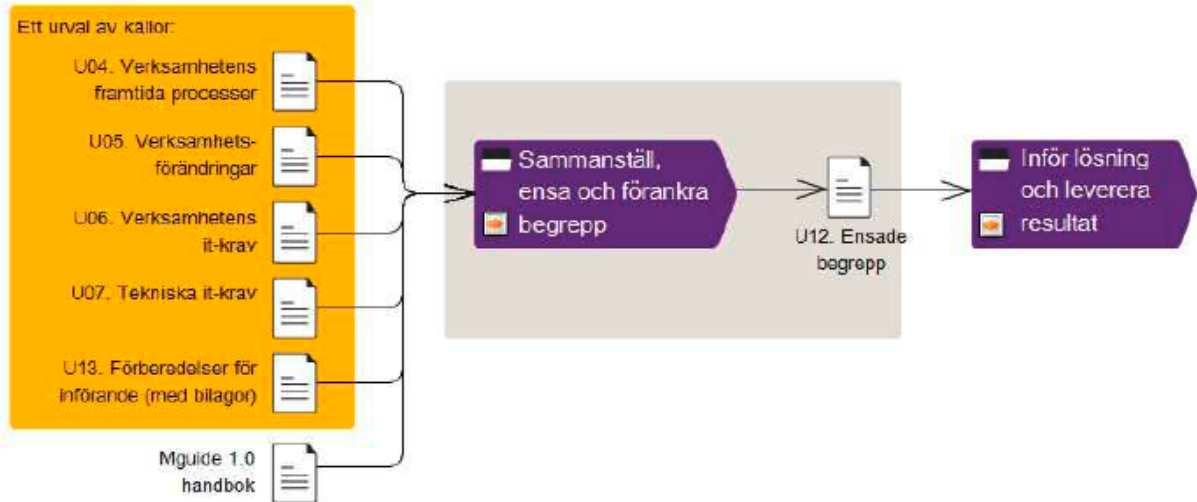 Ett urval av källor:
U04. Verksamhetens
framtida processer
U05. Verksamhets-
förändringar
U06. Verksamhetens
it-krav
U07. Tekniska it-krav
U13. Förberedelser för
införande (med bilagor)
Mguide 1.0
handbok
Sammanställ,
ensa och förankra
begrepp
U12. Ensade
begrepp
Inför lösning
och leverera
resultat